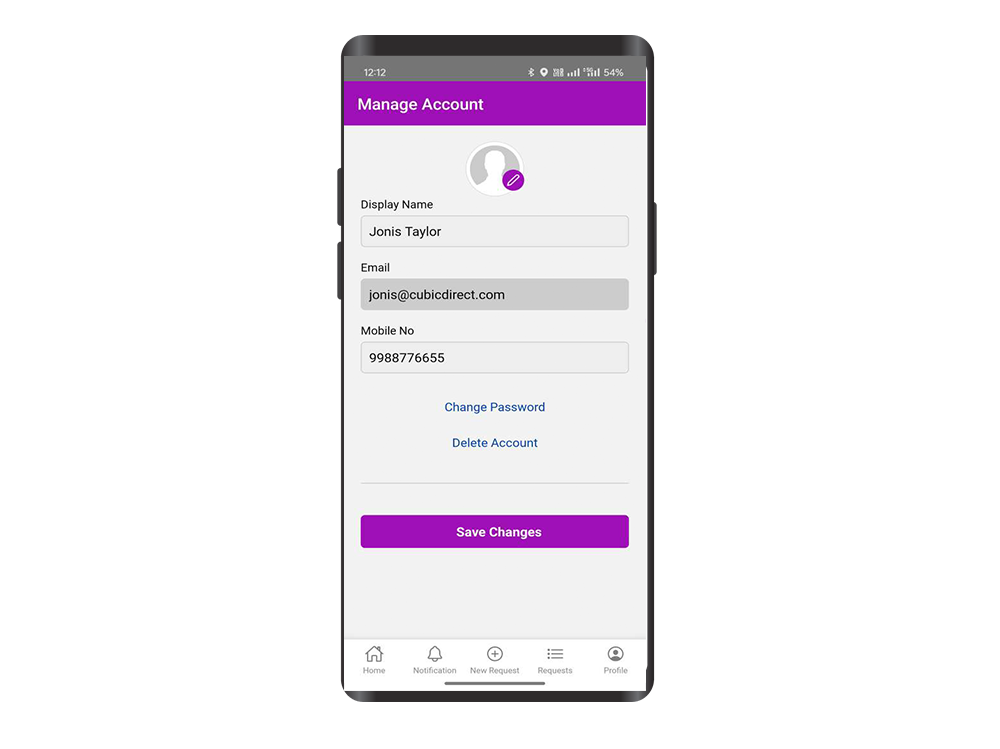 12:12
54%
Manage Account
Display Name
Jonis Taylor
Email
jonis@cubicdirect.com
Mobile No
9988776655
Change Password
Delete Account
Save Changes
Home Notification New Request Requests Profile